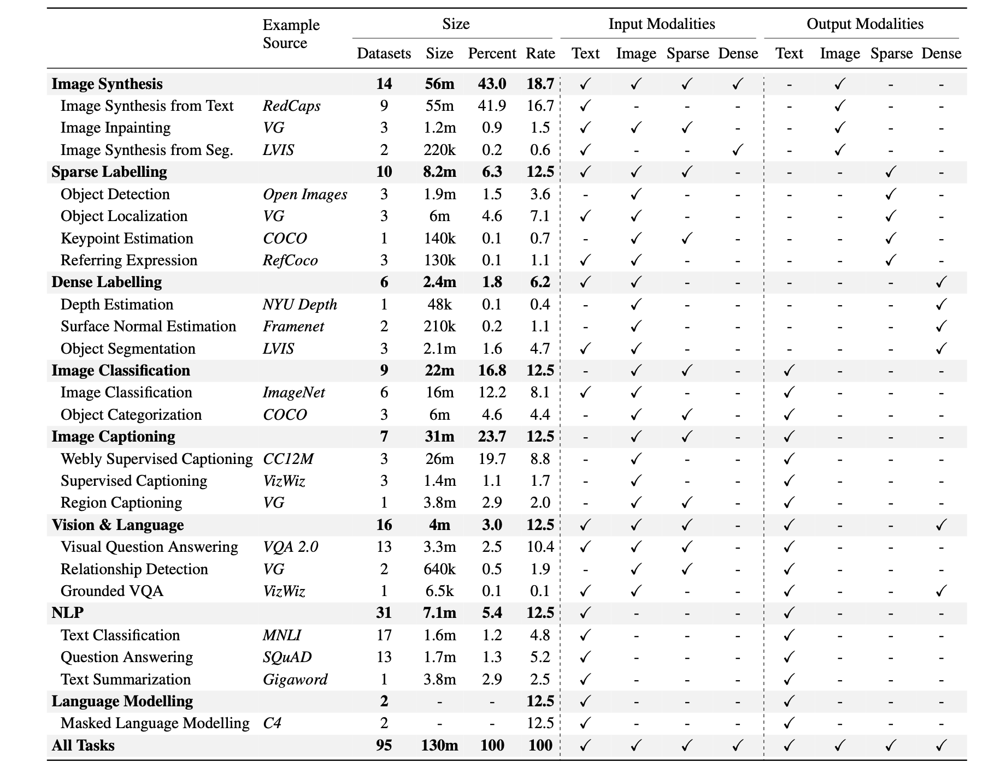 Example Source Size Input Modalities Output Modalities
Datasets Size Percent Rate Text Image Sparse Dense Text Image Sparse Dense
Image Synthesis 14 56m 43.0 18.7 ✓ ✓ ✓ ✓ - ✓ - -
Image Synthesis from Text RedCaps 9 55m 41.9 16.7 ✓ - - - - ✓ - -
Image Inpainting VG 3 1.2m 0.9 1.5 ✓ ✓ ✓ - - ✓ - -
Image Synthesis from Seg. LVIS 2 220k 0.2 0.6 ✓ - - ✓ - ✓ - -
Sparse Labelling 10 8.2m 6.3 12.5 ✓ ✓ ✓ - - - ✓ -
Object Detection Open Images 3 1.9m 1.5 3.6 - ✓ - - - - ✓ -
Object Localization VG 3 6m 4.6 7.1 ✓ ✓ - - - - ✓ -
Keypoint Estimation COCO 1 140k 0.1 0.7 - ✓ ✓ - - - ✓ -
Referring Expression RefCoco 3 130k 0.1 1.1 ✓ ✓ - - - - ✓ -
Dense Labelling 6 2.4m 1.8 6.2 ✓ ✓ - - - - - ✓
Depth Estimation NYU Depth 1 48k 0.1 0.4 - ✓ - - - - - ✓
Surface Normal Estimation Framenet 2 210k 0.2 1.1 - ✓ - - - - - ✓
Object Segmentation LVIS 3 2.1m 1.6 4.7 ✓ ✓ - - - - - ✓
Image Classification 9 22m 16.8 12.5 - ✓ ✓ - ✓ - - -
Image Classification ImageNet 6 16m 12.2 8.1 ✓ ✓ - - ✓ - - -
Object Categorization COCO 3 6m 4.6 4.4 - ✓ ✓ - ✓ - - -
Image Captioning 7 31m 23.7 12.5 - ✓ ✓ - ✓ - - -
Webly Supervised Captioning CC12M 3 26m 19.7 8.8 - ✓ - - ✓ - - -
Supervised Captioning VizWiz 3 1.4m 1.1 1.7 - ✓ - - ✓ - - -
Region Captioning VG 1 3.8m 2.9 2.0 - ✓ ✓ - ✓ - - -
Vision & Language 16 4m 3.0 12.5 ✓ ✓ ✓ - ✓ - - ✓
Visual Question Answering VQA 2.0 13 3.3m 2.5 10.4 ✓ ✓ ✓ - ✓ - - -
Relationship Detection VG 2 640k 0.5 1.9 - ✓ ✓ - ✓ - - -
Grounded VQA VizWiz 1 6.5k 0.1 0.1 ✓ ✓ - - ✓ - - ✓
NLP 31 7.1m 5.4 12.5 ✓ - - - ✓ - - -
Text Classification MNLI 17 1.6m 1.2 4.8 ✓ - - - ✓ - - -
Question Answering SQuAD 13 1.7m 1.3 5.2 ✓ - - - ✓ - - -
Text Summarization Gigaword 1 3.8m 2.9 2.5 ✓ - - - ✓ - - -
Language Modelling 2 - - 12.5 ✓ - - - ✓ - - -
Masked Language Modelling C4 2 - - 12.5 ✓ - - - ✓ - - -
All Tasks 95 130m 100 100 ✓ ✓ ✓ ✓ ✓ ✓ ✓ ✓